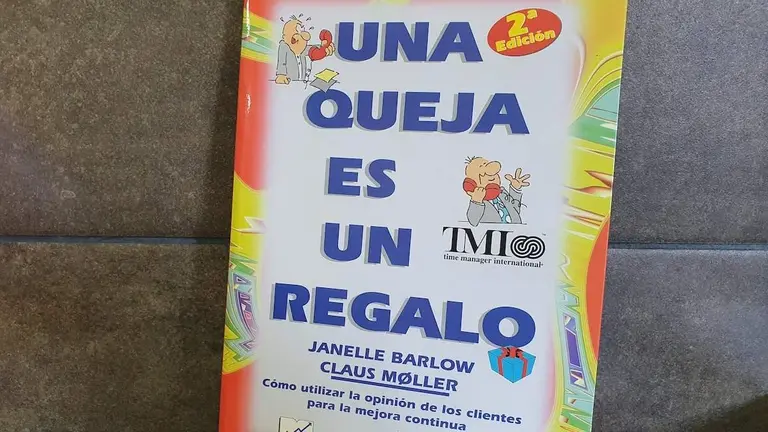 UNA
2ª
Edición
QUEJA
ES
UN
TMI
time manager international
REGALO
JANELLE BARLOW
CLAUS MØLLER
Cómo utilizar la opinión de los clientes
para la mejora continua